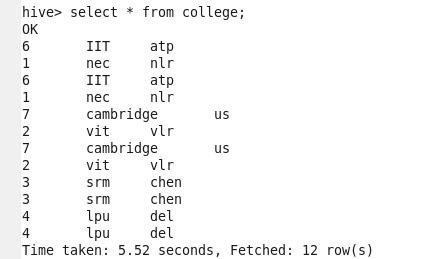 hive> select * from college;
OK
6	IIT	atp
1	nec	nlr
6	IIT	atp
1	nec	nlr
7	cambridge	us
2	vit	vlr
7	cambridge	us
2	vit	vlr
3	srm	chen
3	srm	chen
4	lpu	del
4	lpu	del
Time taken: 5.52 seconds, Fetched: 12 row(s)